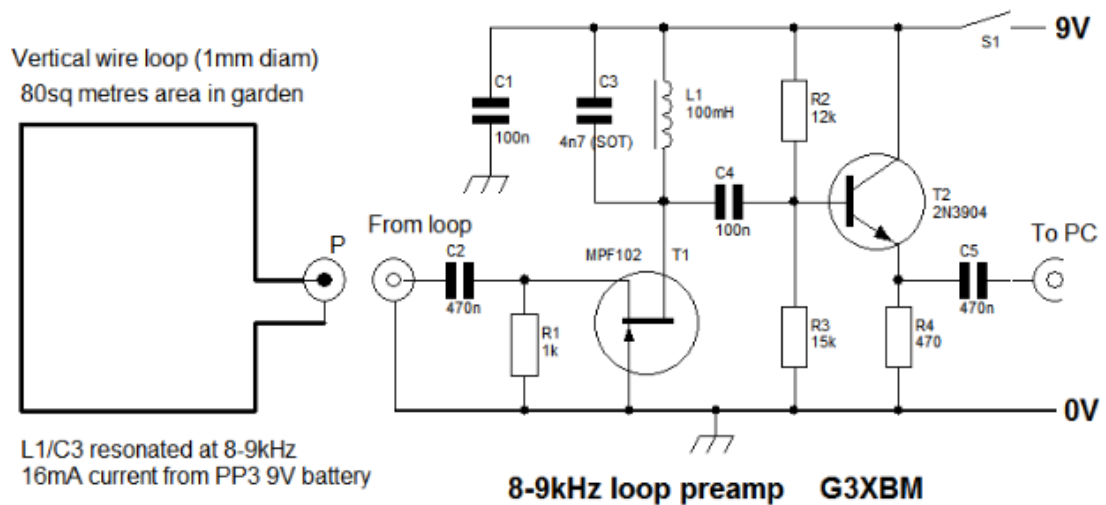 Vertical wire loop (1mm diam)
80sq metres area in garden
P
From loop
C2
470n
R1
1k
C1
100n
C3
4n7 (SOT)
L1
100mH
MPF102
T1
C4
100n
R2
12k
R3
15k
T2
2N3904
R4
470
C5
470n
To PC
S1
9V
0V
L1/C3 resonated at 8-9kHz
16mA current from PP3 9V battery
8-9kHz loop preamp G3XBM